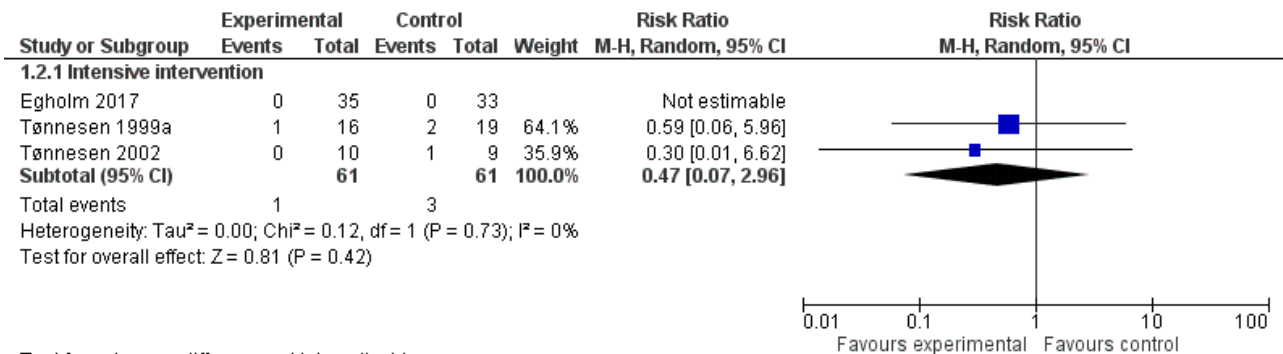 Experimental Control Risk Ratio Risk Ratio
Study or Subgroup Events Total Events Total Weight M-H, Random, 95% CI M-H, Random, 95% CI
1.2.1 Intensive intervention
Egholm 2017 0 35 0 33 Not estimable
Tønnesen 1999a 1 16 2 19 64.1% 0.59 [0.06, 5.96]
Tønnesen 2002 0 10 1 9 35.9% 0.30 [0.01, 6.62]
Subtotal (95% CI) 61 61 100.0% 0.47 [0.07, 2.96]
Total events 1 3
Heterogeneity: Tau² = 0.00; Chi² = 0.12, df = 1 (P = 0.73); I² = 0%
Test for overall effect: Z = 0.81 (P = 0.42)
0.01 0.1 1 10 100
Favours experimental Favours control